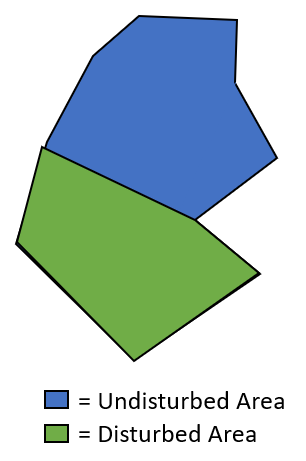 = Undisturbed Area
= Disturbed Area